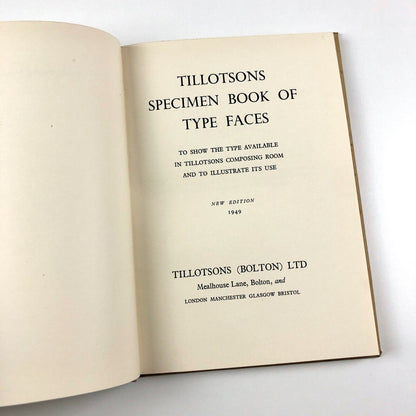 TILLOTSONS
SPECIMEN BOOK OF
TYPE FACES
TO SHOW THE TYPE AVAILABLE
IN TILLOTSONS COMPOSING ROOM
AND TO ILLUSTRATE ITS USE
NEW EDITION
1949
TILLOTSONS (BOLTON) LTD
Mealhouse Lane, Bolton, and
LONDON MANCHESTER GLASGOW BRISTOL